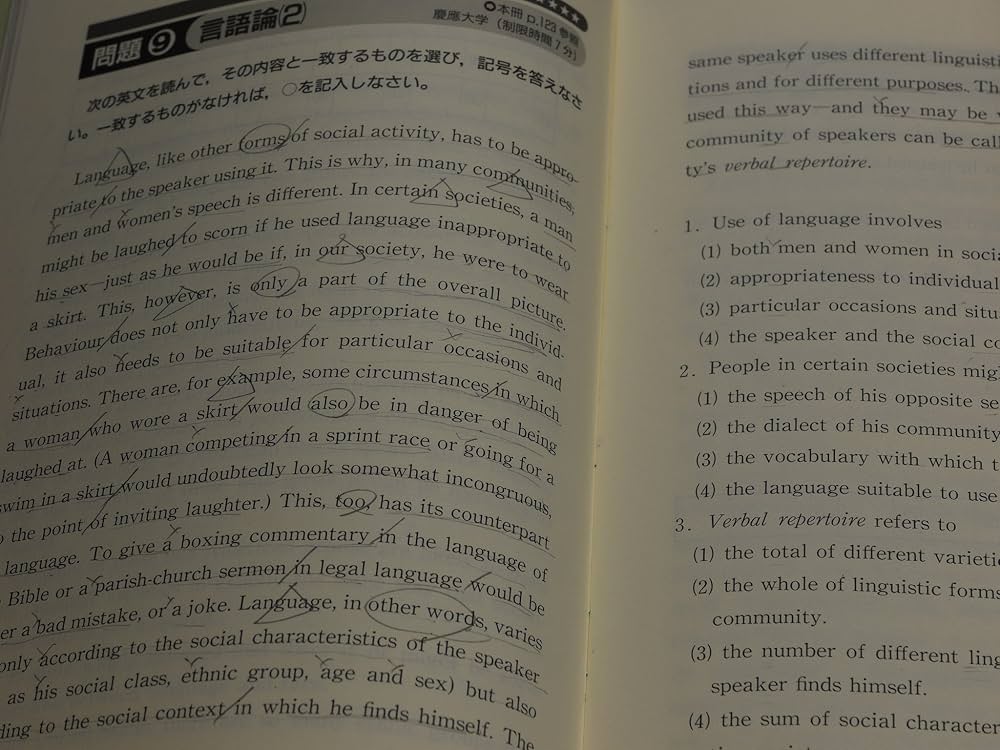 問題9 言語論(2)
●本冊 p.123 参照
慶應大学 (制限時間7分)
次の英文を読んで，その内容と一致するものを選び，記号を答えなさ
い。一致するものがなければ，○を記入しなさい。
Language, like other forms of social activity, has to be appro-
priate to the speaker using it. This is why, in many communities,
men and women's speech is different. In certain societies, a man
might be laughed to scorn if he used language inappropriate to
his sex—just as he would be if, in our society, he were to wear
a skirt. This, however, is only a part of the overall picture.
Behaviour does not only have to be appropriate to the individ-
ual, it also needs to be suitable for particular occasions and
situations. There are, for example, some circumstances in which
a woman who wore a skirt would also be in danger of being
laughed at. (A woman competing in a sprint race or going for a
swim in a skirt would undoubtedly look somewhat incongruous,
to the point of inviting laughter.) This, too, has its counterpart
language. To give a boxing commentary in the language of
Bible or a parish-church sermon in legal language would be
er a bad mistake, or a joke. Language, in other words, varies
only according to the social characteristics of the speaker
as his social class, ethnic group, age and sex) but also
ding to the social context in which he finds himself. The
same speaker uses different linguisti
tions and for different purposes. Th
used this way—and they may be
community of speakers can be call
ty's verbal repertoire.
1. Use of language involves
(1) both men and women in socia
(2) appropriateness to individual
(3) particular occasions and situ
(4) the speaker and the social co
2. People in certain societies mig
(1) the speech of his opposite se
(2) the dialect of his community
(3) the vocabulary with which t
(4) the language suitable to use
3. Verbal repertoire refers to
(1) the total of different varieti
(2) the whole of linguistic forms
community.
(3) the number of different ling
speaker finds himself.
(4) the sum of social character